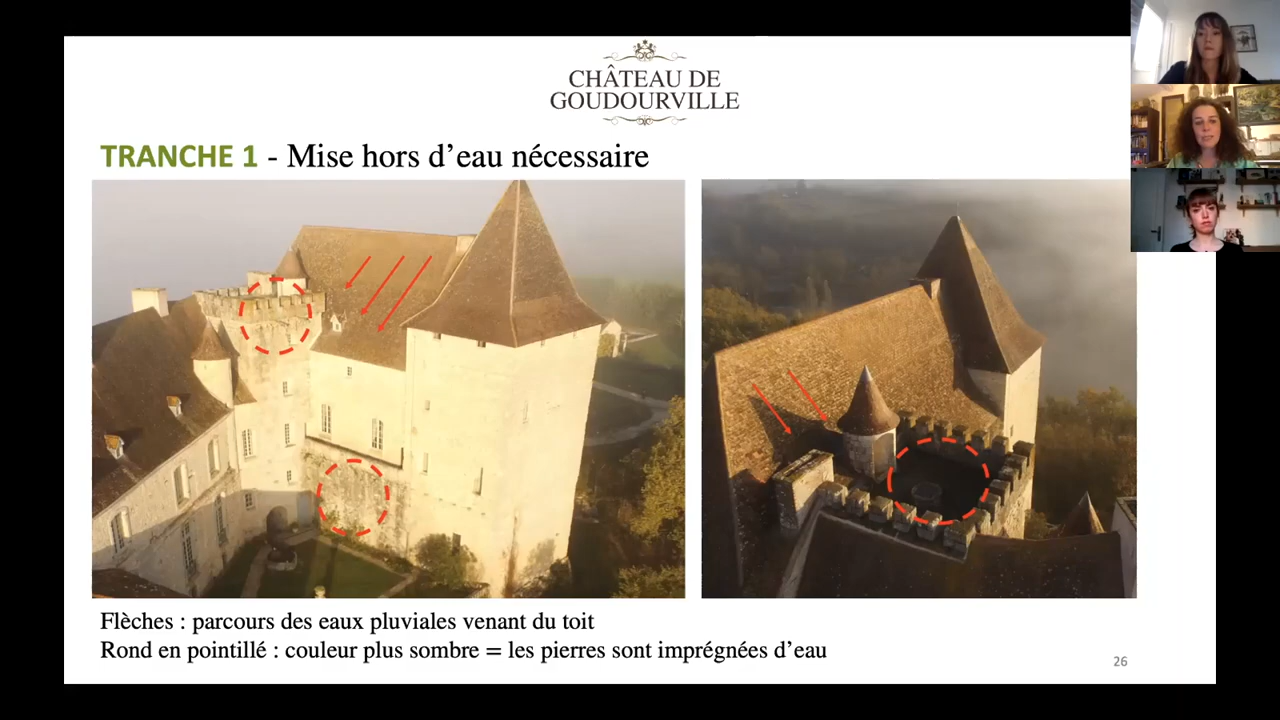 CHÂTEAU DE
GOUDOURVILLE
TRANCHE 1 - Mise hors d’eau nécessaire
Flèches : parcours des eaux pluviales venant du toit
Rond en pointillé : couleur plus sombre = les pierres sont imprégnées d’eau
26